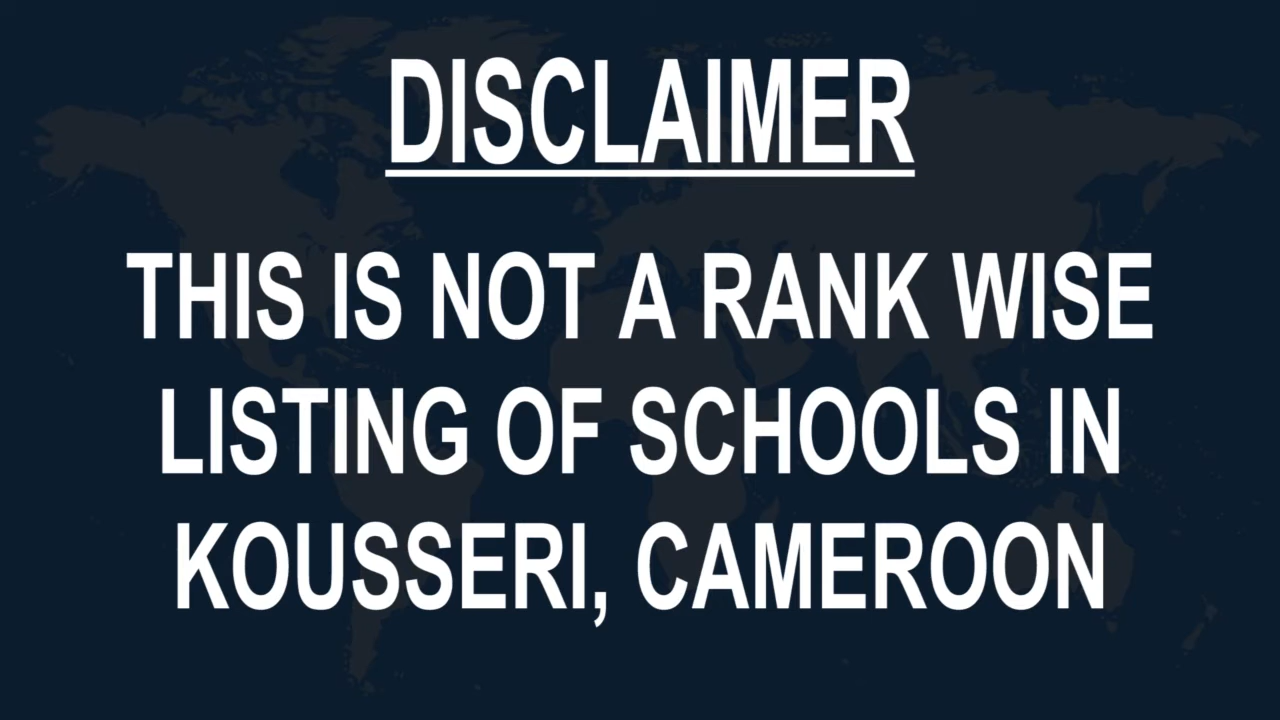 DISCLAIMER
THIS IS NOT A RANK WISE
LISTING OF SCHOOLS IN
KOUSSERI, CAMEROON